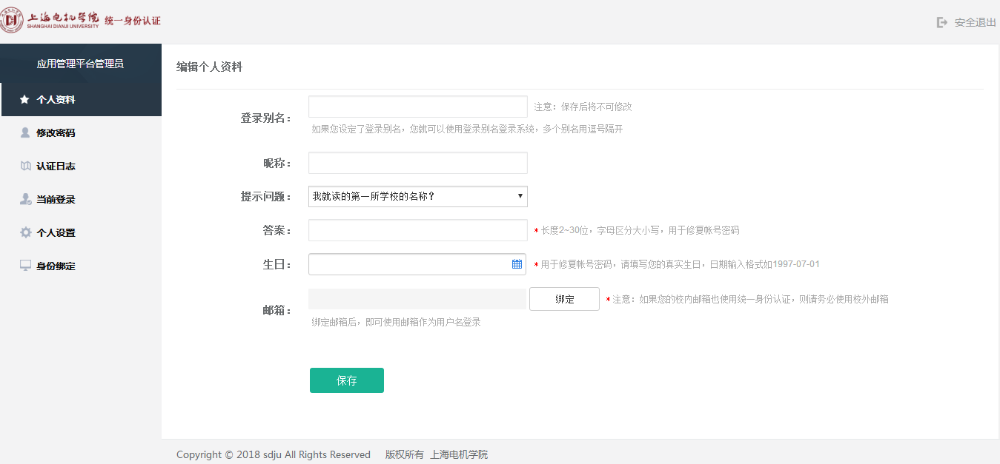 上海电机学院 统一身份认证
SHANGHAI DIANJI UNIVERSITY
安全退出
应用管理平台管理员
个人资料
修改密码
认证日志
当前登录
个人设置
身份绑定
编辑个人资料
登录别名： 注意：保存后将不可修改
如果您设定了登录别名，您就可以使用登录别名登录系统，多个别名用逗号隔开
昵称：
提示问题： 我就读的第一所学校的名称？
答案： *长度2~30位，字母区分大小写，用于修复帐号密码
生日： *用于修复帐号密码，请填写您的真实生日，日期输入格式如1997-07-01
邮箱： 绑定 *注意：如果您的校内邮箱也使用统一身份认证，则请务必使用校外邮箱
绑定邮箱后，即可使用邮箱作为用户名登录
保存
Copyright © 2018 sdju All Rights Reserved 版权所有 上海电机学院